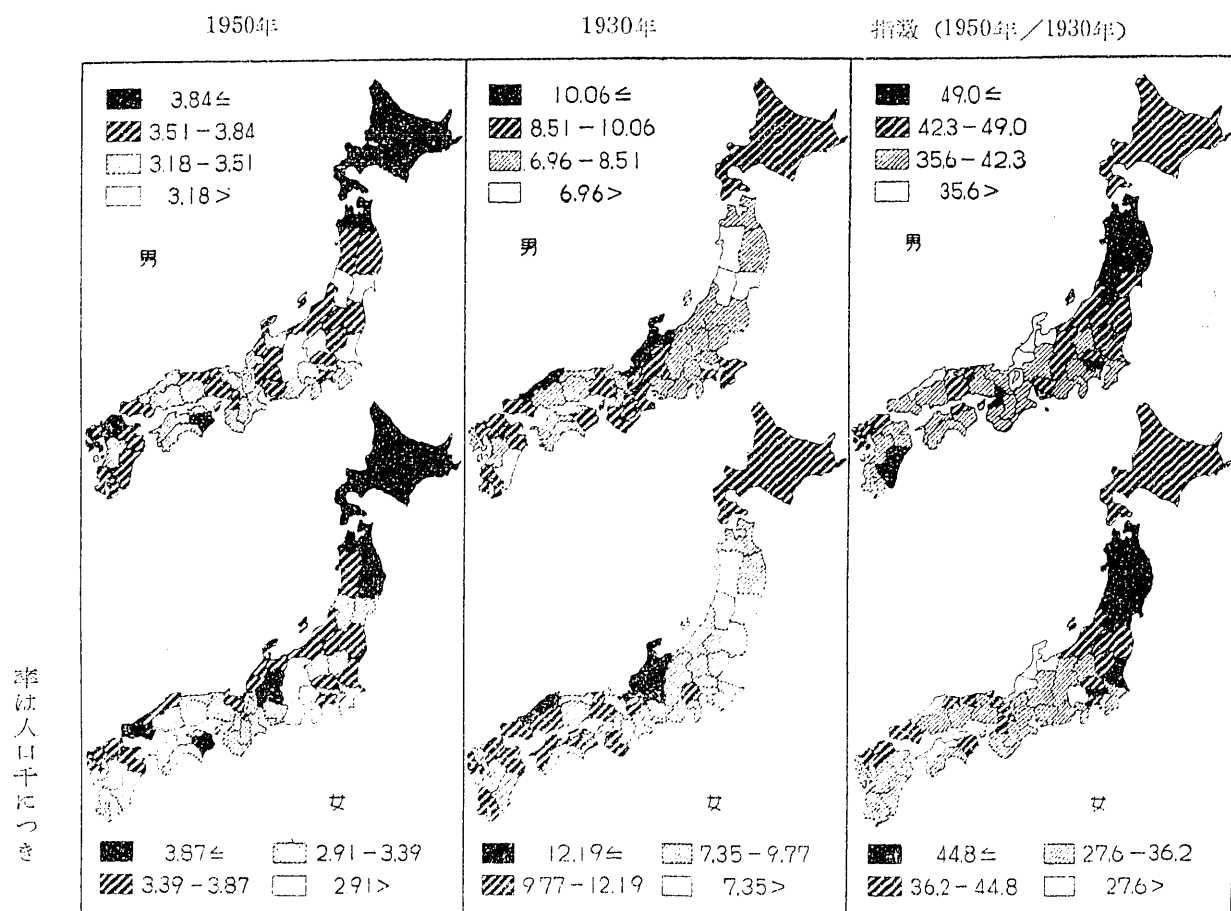 1950年
1930年
指数 (1950年/1930年)
3.84≦
3.51-3.84
3.18-3.51
3.18>
男
10.06≦
8.51-10.06
6.96-8.51
6.96>
男
49.0≦
42.3-49.0
35.6-42.3
35.6>
男
女
3.87≦
2.91-3.39
3.39-3.87
2.91>
女
12.19≦
7.35-9.77
9.77-12.19
7.35>
女
44.8≦
27.6-36.2
36.2-44.8
27.6>
率は人口千につき